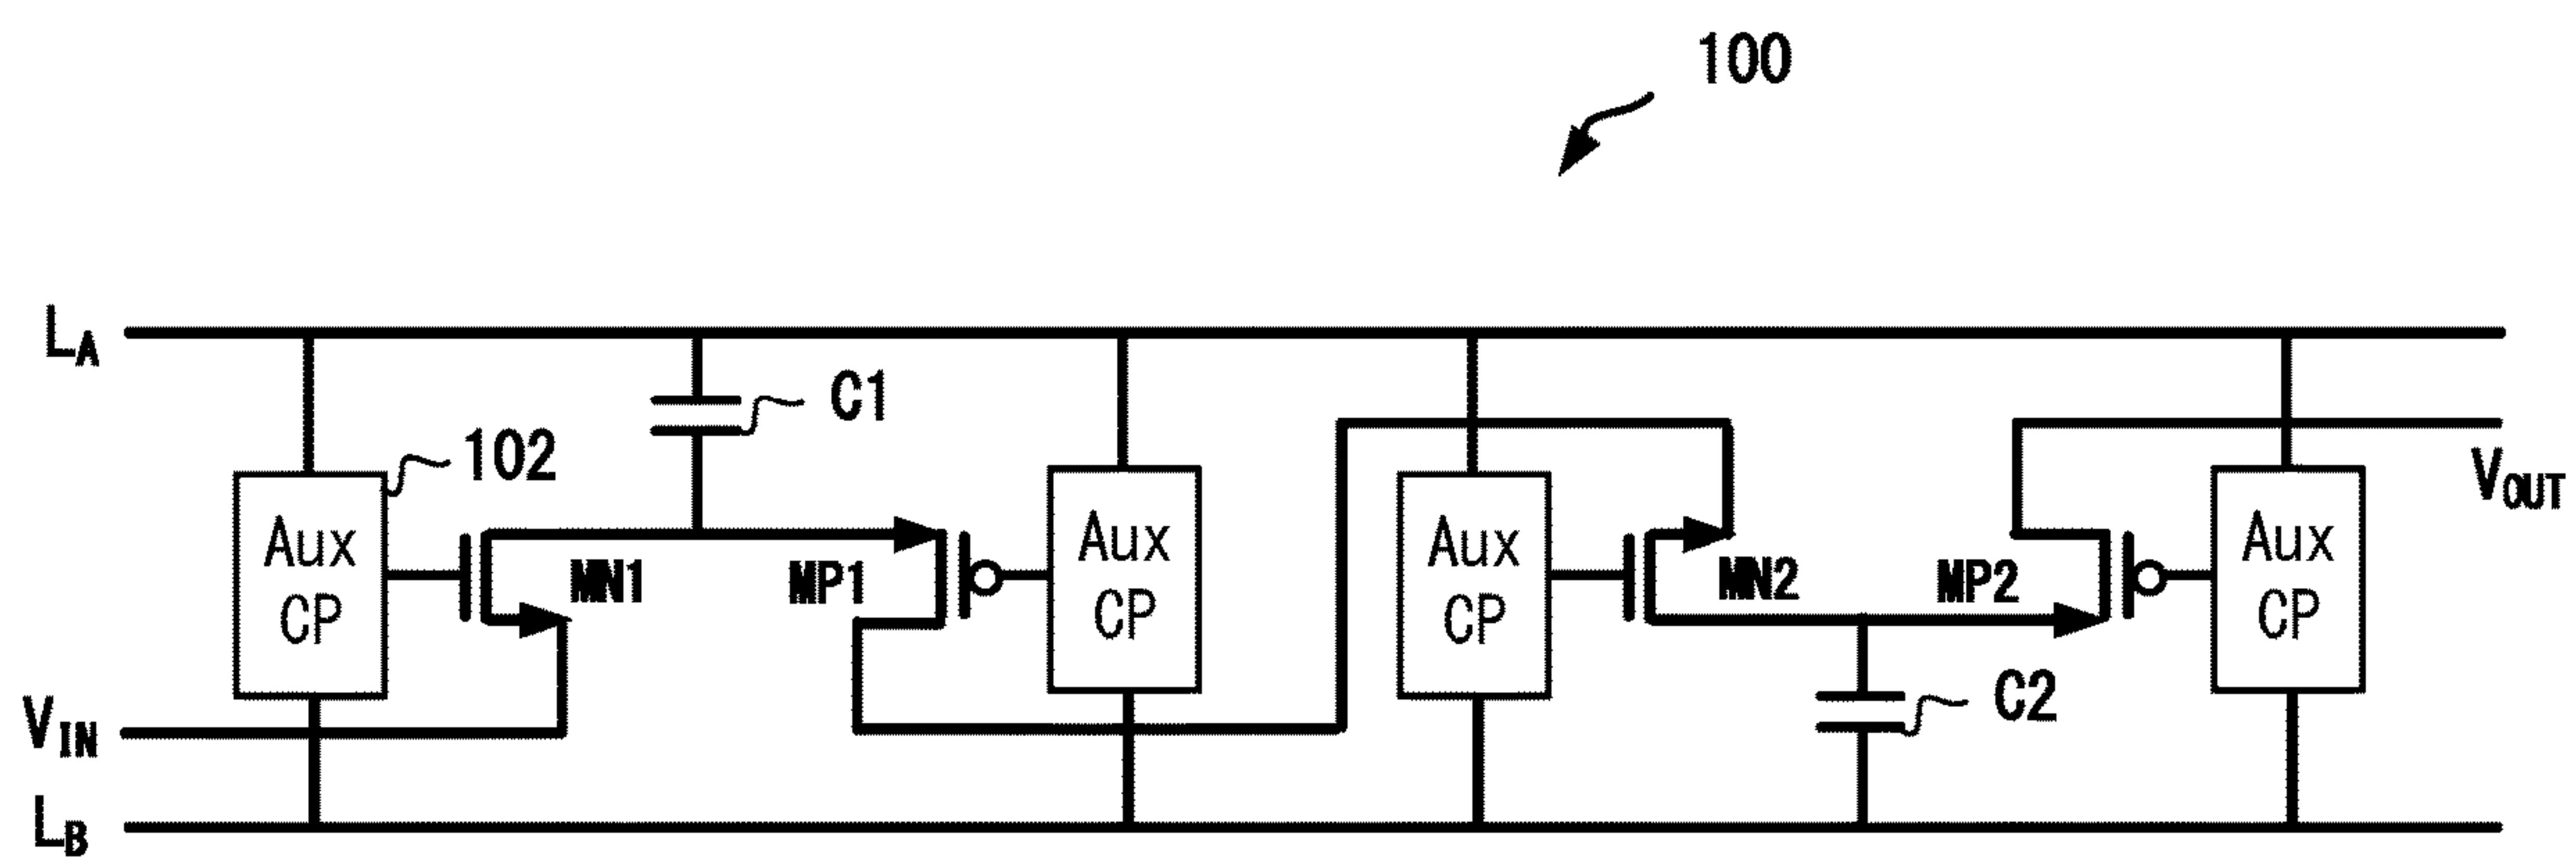 100
LA
C1
102
VOUT
Aux
CP
Aux
CP
Aux
CP
Aux
CP
MN1
MP1
MN2
MP2
C2
VIN
LB